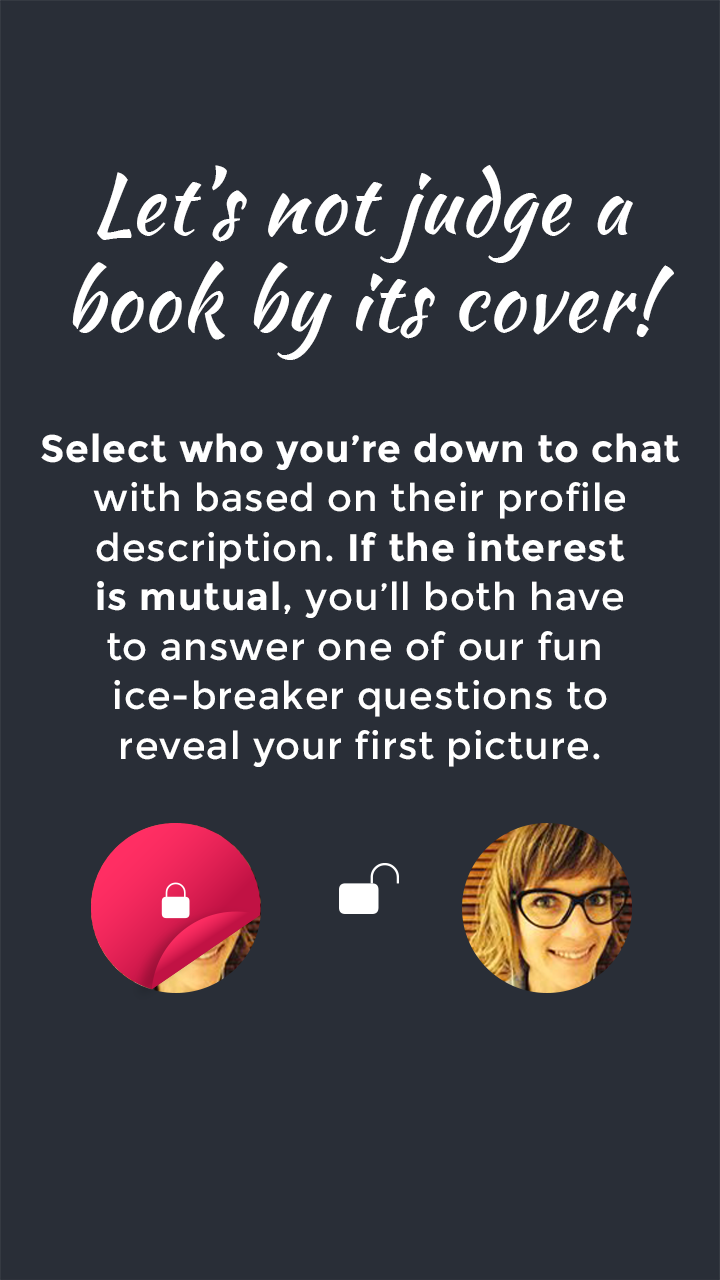 Let’s not judge a
book by its cover!
Select who you’re down to chat
with based on their profile
description. If the interest
is mutual, you’ll both have
to answer one of our fun
ice-breaker questions to
reveal your first picture.